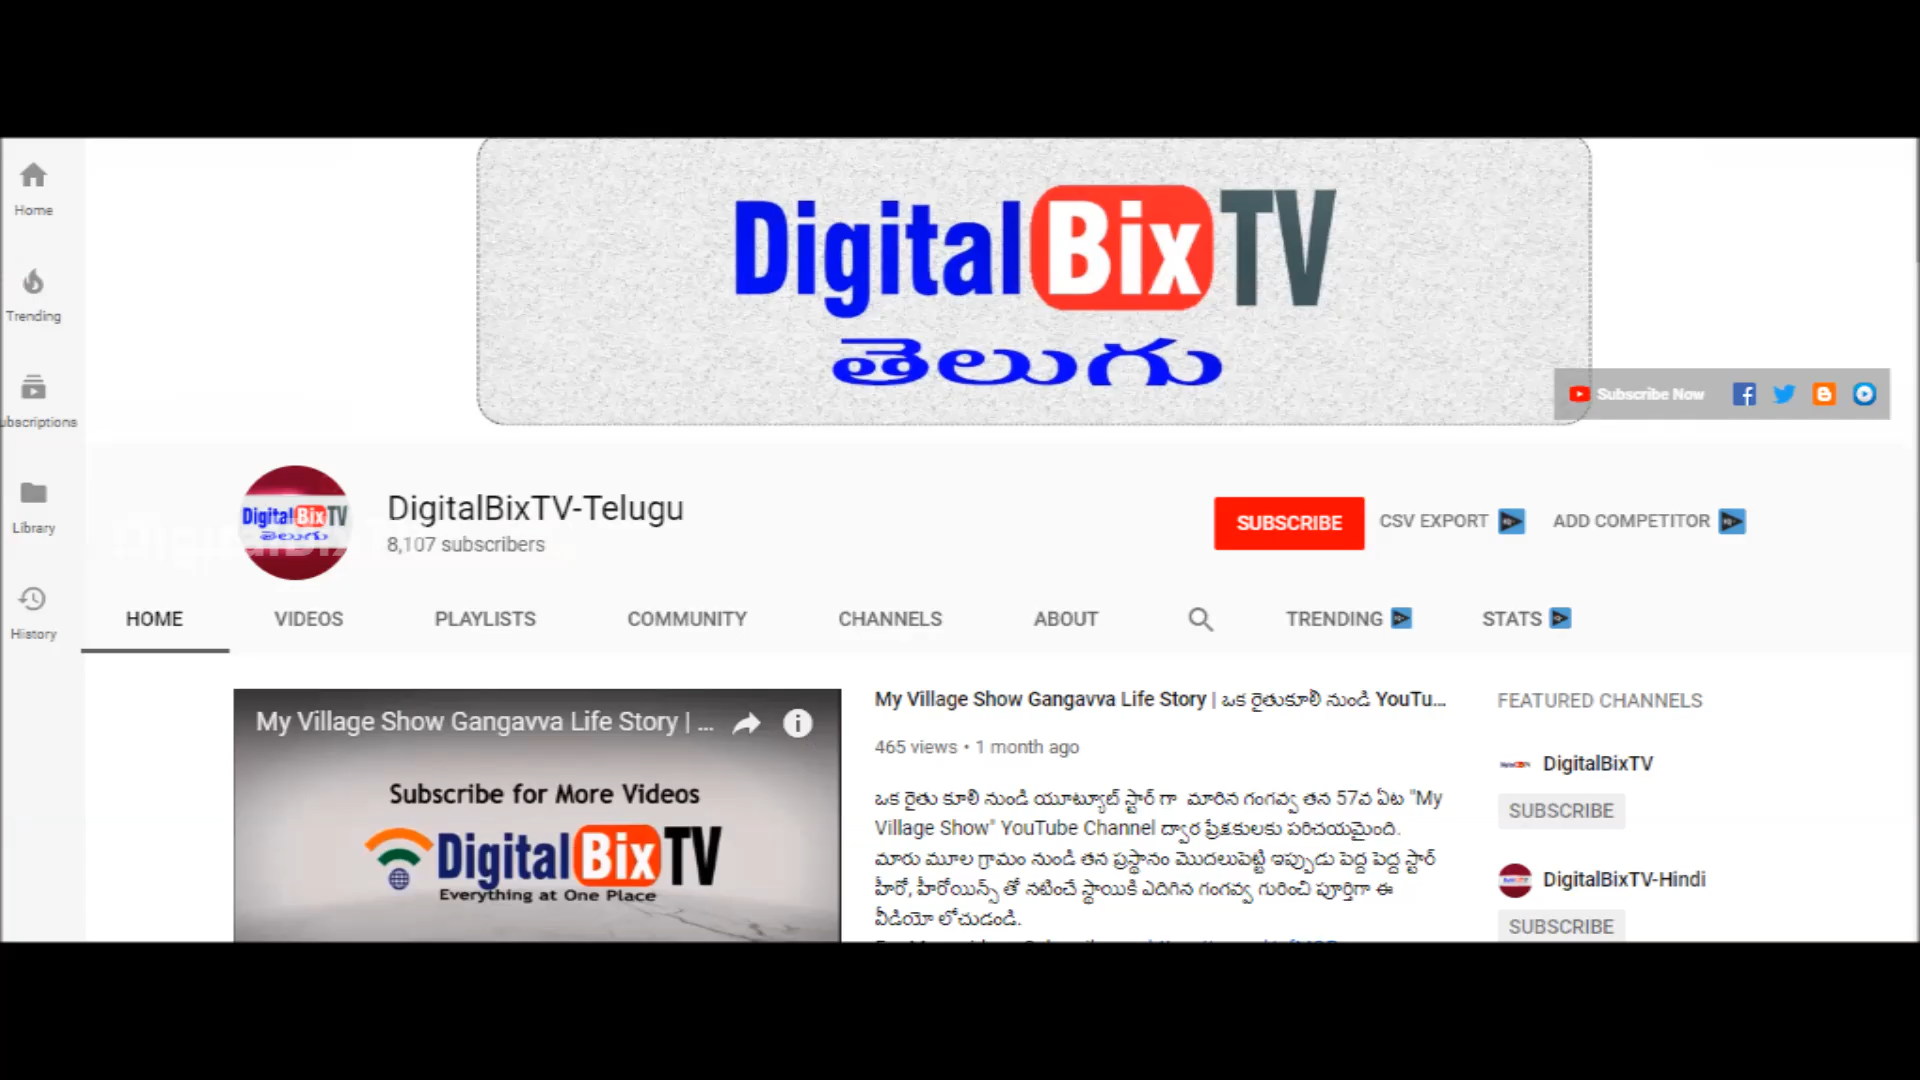 DigitalBixTV
తెలుగు
Home
Trending
ubscriptions
Library
History
Subscribe Now
DigitalBixTV
తెలుగు
DigitalBixTV-Telugu
8,107 subscribers
SUBSCRIBE
CSV EXPORT
ADD COMPETITOR
HOME
VIDEOS
PLAYLISTS
COMMUNITY
CHANNELS
ABOUT
TRENDING
STATS
My Village Show Gangavva Life Story | ...
Subscribe for More Videos
DigitalBixTV
Everything at One Place
My Village Show Gangavva Life Story | ఒక రైతుకూలీ నుండి YouTu...
465 views • 1 month ago
ఒక రైతు కూలి నుండి యూట్యూబ్ స్టార్ గా మారిన గంగవ్వ తన 57వ ఏట "My
Village Show" YouTube Channel ద్వార ప్రేక్షకులకు పరిచయమైంది.
మారు మూల గ్రామం నుండి తన ప్రస్థానం మొదలుపెట్టి ఇప్పుడు పెద్ద పెద్ద స్టార్
హీరో, హీరోయిన్స్ తో నటించే స్థాయికి ఎదిగిన గంగవ్వ గురించి పూర్తిగా ఈ
వీడియో లోచుడండి.
FEATURED CHANNELS
DigitalBixTV
SUBSCRIBE
DigitalBixTV-Hindi
SUBSCRIBE